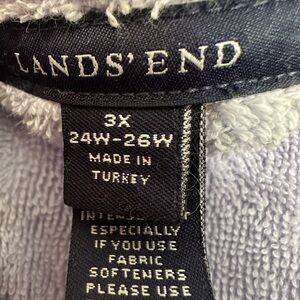 LANDS' END
3X
24W-26W
MADE IN
TURKEY
ESPECIALLY
IF YOU USE
FABRIC
SOFTENERS
PLEASE USE